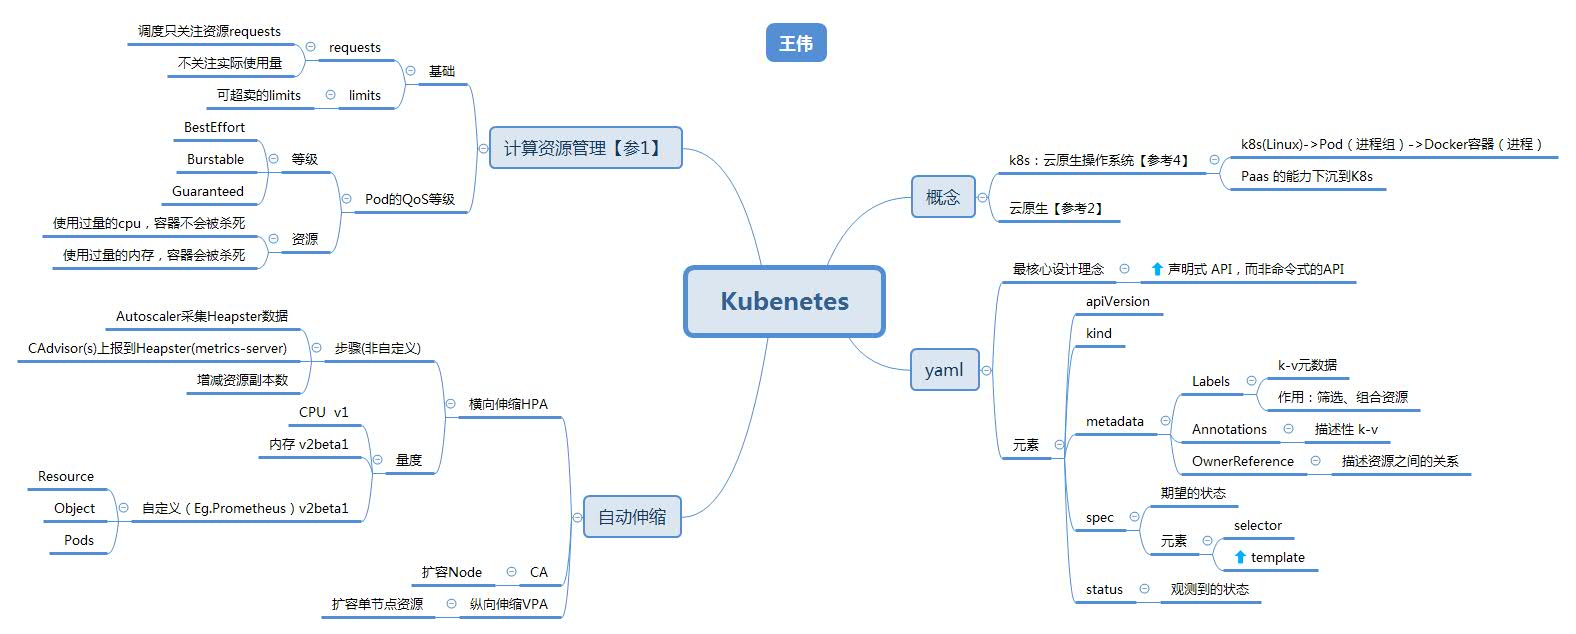 王伟
Kubenetes
计算资源管理【参1】
基础
requests
调度只关注资源requests
不关注实际使用量
limits
可超卖的limits
Pod的QoS等级
等级
BestEffort
Burstable
Guaranteed
资源
使用过量的cpu，容器不会被杀死
使用过量的内存，容器会被杀死
自动伸缩
横向伸缩HPA
步骤(非自定义)
Autoscaler采集Heapster数据
CAdvisor(s)上报到Heapster(metrics-server)
增减资源副本数
量度
CPU v1
内存 v2beta1
自定义（Eg.Prometheus）v2beta1
Resource
Object
Pods
CA
扩容Node
纵向伸缩VPA
扩容单节点资源
概念
k8s：云原生操作系统【参考4】
k8s(Linux)->Pod（进程组）->Docker容器（进程）
Paas 的能力下沉到K8s
云原生【参考2】
yaml
最核心设计理念
声明式 API，而非命令式的API
元素
apiVersion
kind
metadata
Labels
k-v元数据
作用：筛选、组合资源
Annotations
描述性 k-v
OwnerReference
描述资源之间的关系
spec
期望的状态
元素
selector
template
status
观测到的状态